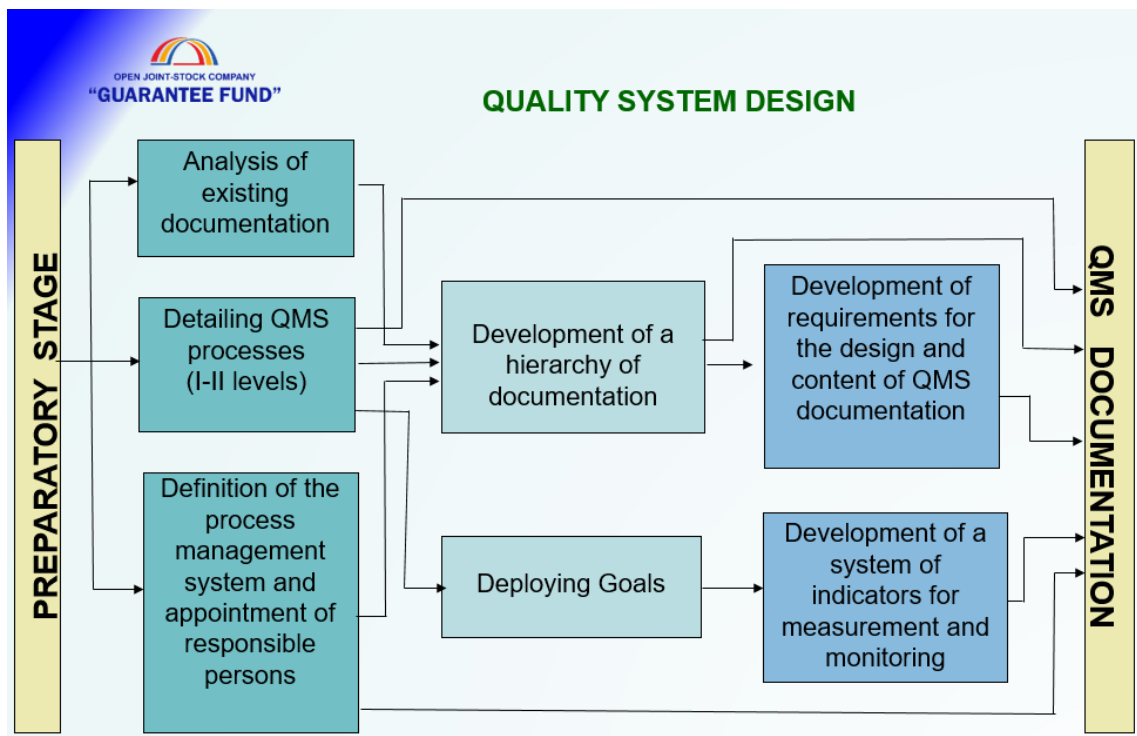 OPEN JOINT-STOCK COMPANY
“GUARANTEE FUND”
QUALITY SYSTEM DESIGN
PREPARATORY STAGE
Analysis of
existing
documentation
Detailing QMS
processes
(I-II levels)
Definition of the
process
management
system and
appointment of
responsible
persons
Development of a
hierarchy of
documentation
Deploying Goals
Development of
requirements for
the design and
content of QMS
documentation
Development of a
system of
indicators for
measurement and
monitoring
QMS DOCUMENTATION